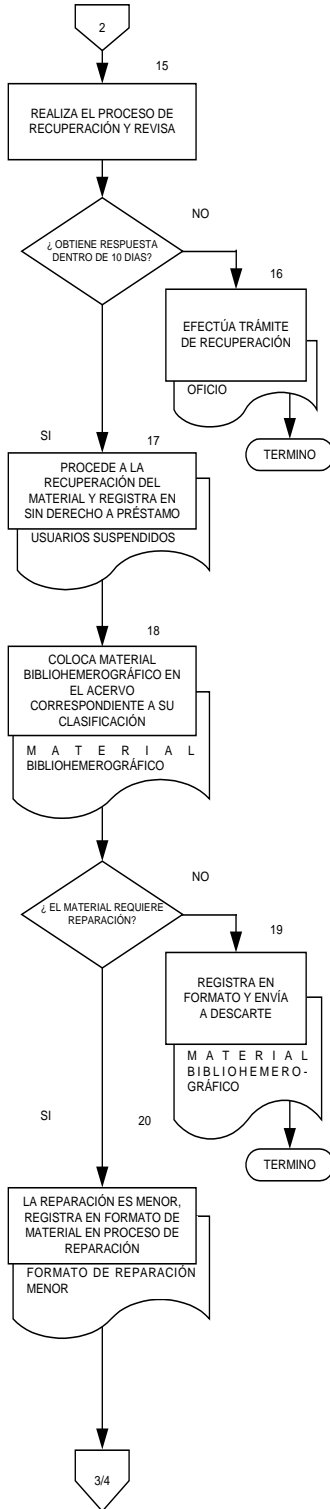 2
15
REALIZA EL PROCESO DE
RECUPERACIÓN Y REVISA
NO
¿ OBTIENE RESPUESTA
DENTRO DE 10 DIAS?
16
EFECTÚA TRÁMITE
DE RECUPERACIÓN
OFICIO
TERMINO
SI
17
PROCEDE A LA
RECUPERACIÓN DEL
MATERIAL Y REGISTRA EN
SIN DERECHO A PRÉSTAMO
USUARIOS SUSPENDIDOS
18
COLOCA MATERIAL
BIBLIOHEMEROGRÁFICO EN
EL ACERVO
CORRESPONDIENTE A SU
CLASIFICACIÓN
MATERIAL
BIBLIOHEMEROGRÁFICO
NO
¿ EL MATERIAL REQUIERE
REPARACIÓN?
19
REGISTRA EN
FORMATO Y ENVÍA
A DESCARTE
MATERIAL
BIBLIOHEMERO-
GRÁFICO
TERMINO
SI
20
LA REPARACIÓN ES MENOR,
REGISTRA EN FORMATO DE
MATERIAL EN PROCESO DE
REPARACIÓN
FORMATO DE REPARACIÓN
MENOR
3/4